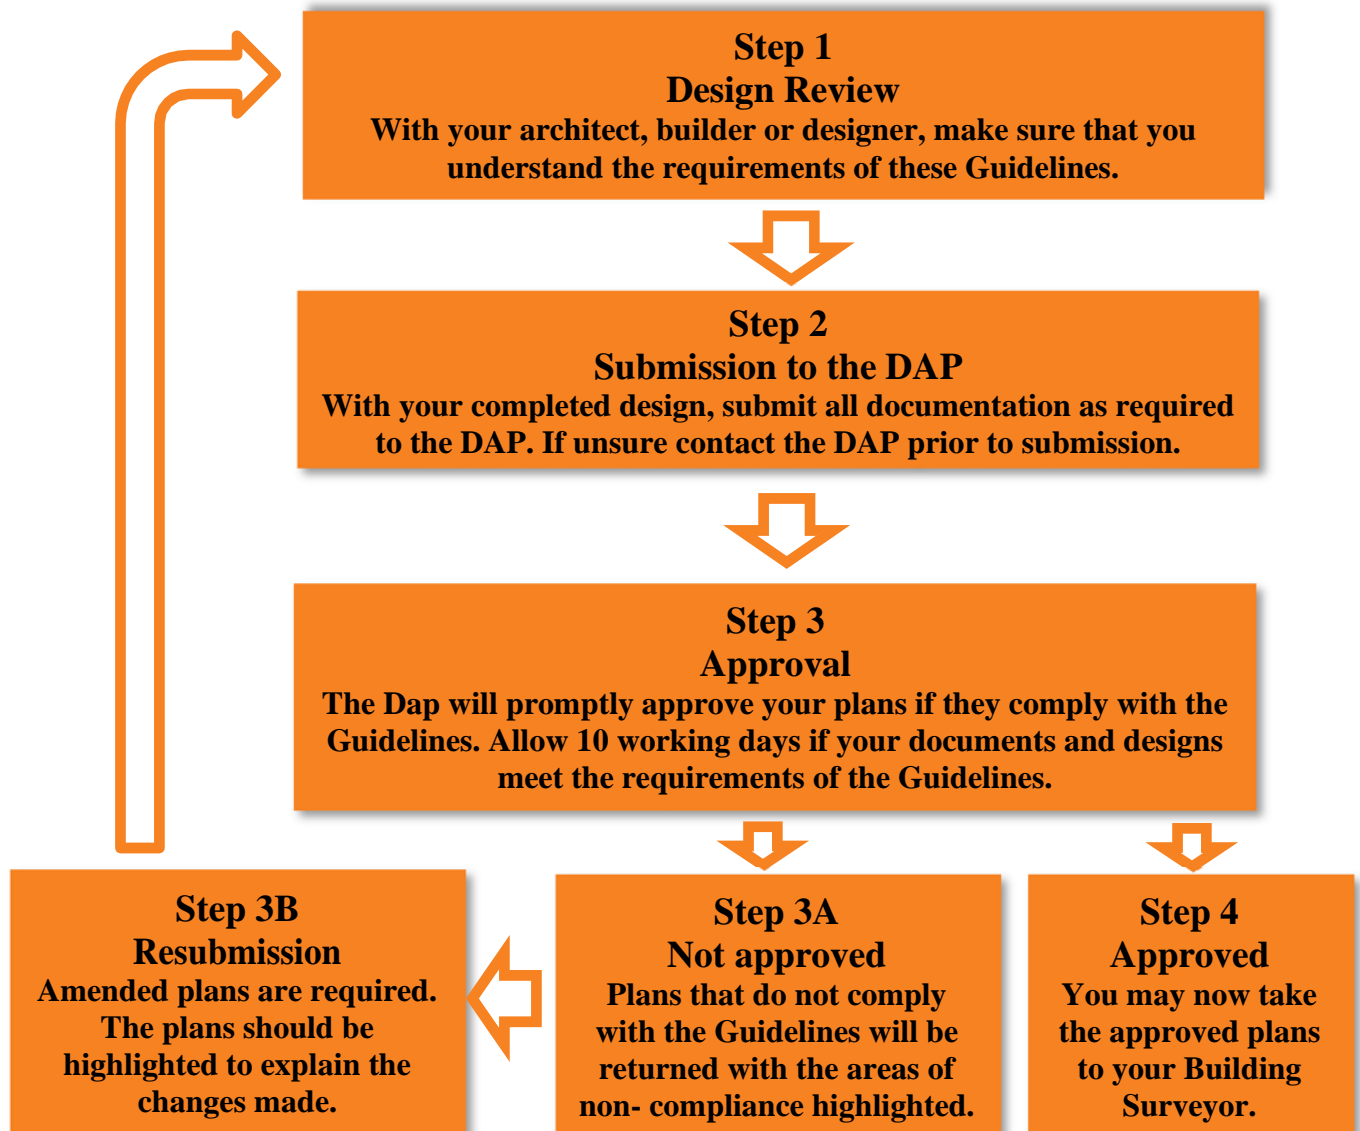 Step 1
Design Review
With your architect, builder or designer, make sure that you
understand the requirements of these Guidelines.
Step 2
Submission to the DAP
With your completed design, submit all documentation as required
to the DAP. If unsure contact the DAP prior to submission.
Step 3
Approval
The Dap will promptly approve your plans if they comply with the
Guidelines. Allow 10 working days if your documents and designs
meet the requirements of the Guidelines.
Step 3B
Resubmission
Amended plans are required.
The plans should be
highlighted to explain the
changes made.
Step 3A
Not approved
Plans that do not comply
with the Guidelines will be
returned with the areas of
non- compliance highlighted.
Step 4
Approved
You may now take
the approved plans
to your Building
Surveyor.